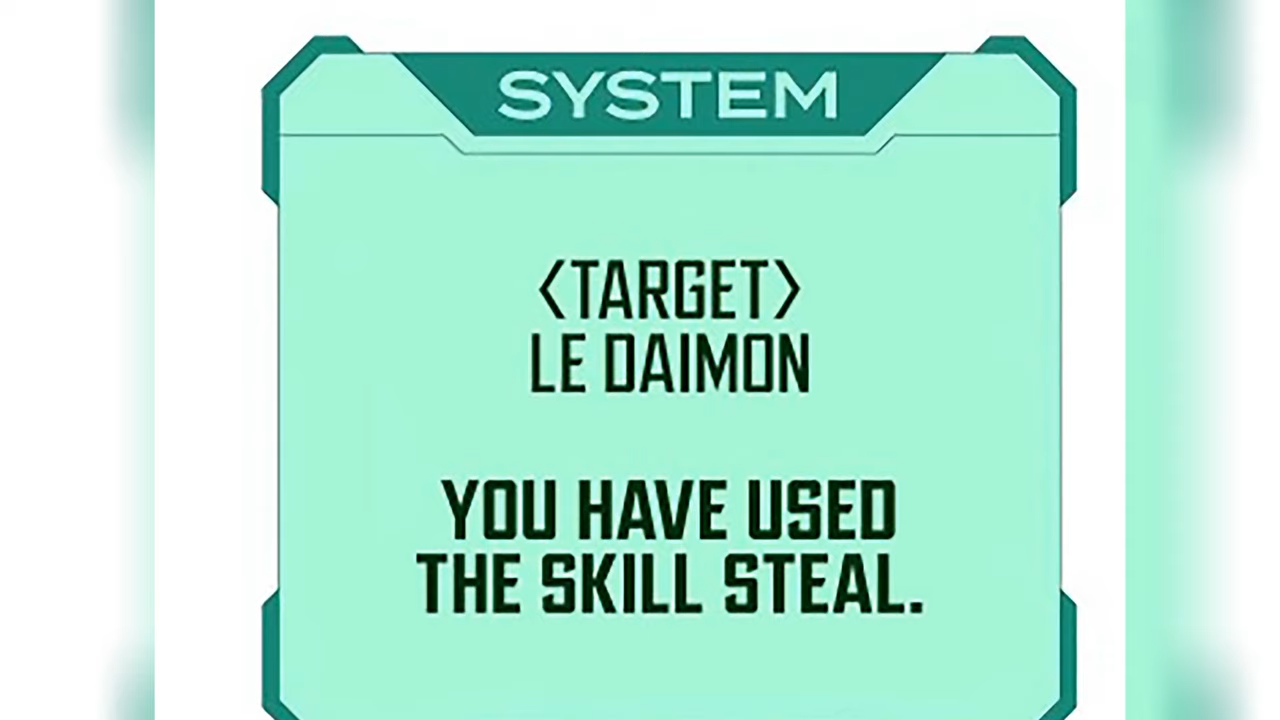 SYSTEM
〈TARGET〉
LE DAIMON
YOU HAVE USED
THE SKILL STEAL.